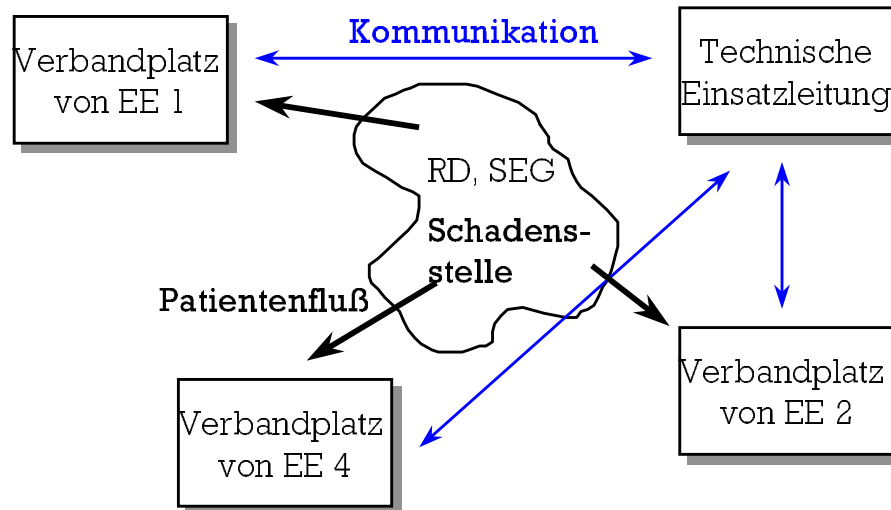 Kommunikation
Verbandplatz
von EE 1
Technische
Einsatzleitung
RD, SEG
Schadens-
stelle
Patientenfluß
Verbandplatz
von EE 4
Verbandplatz
von EE 2